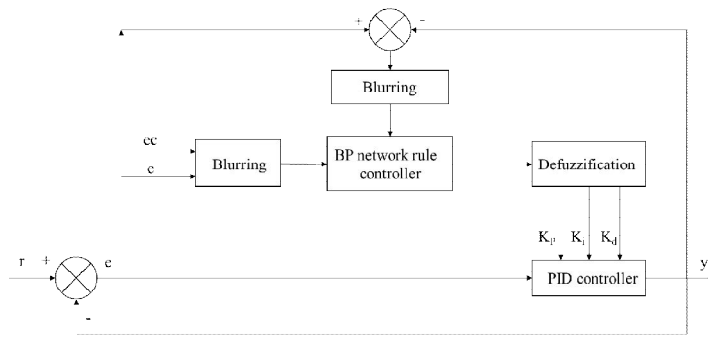 + -
Blurring
ec
e
Blurring
BP network rule
controller
Defuzzification
Kp Ki Kd
r + e
PID controller
y
-